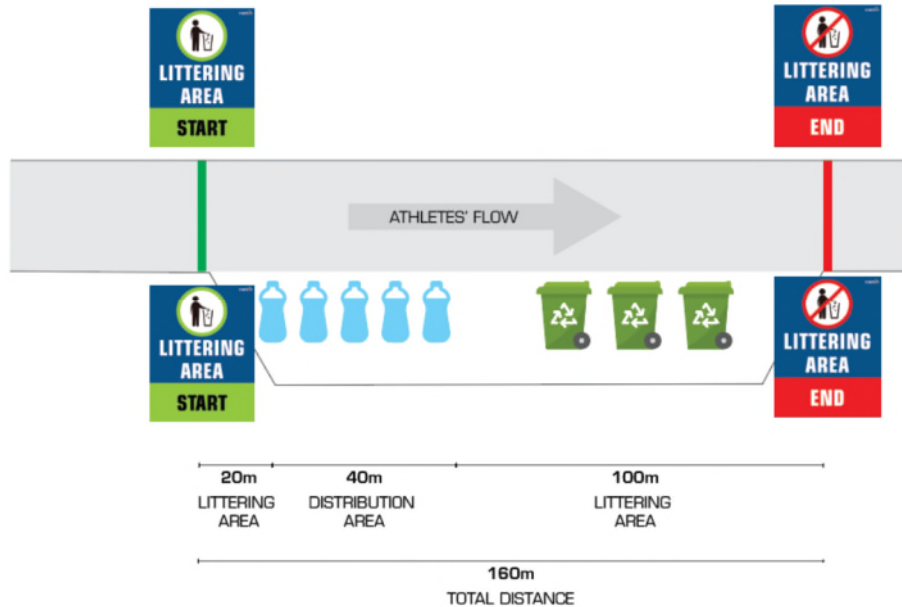 LITTERING
AREA
START
LITTERING
AREA
END
ATHLETES' FLOW
LITTERING
AREA
START
LITTERING
AREA
END
20m
LITTERING
AREA
40m
DISTRIBUTION
AREA
100m
LITTERING
AREA
160m
TOTAL DISTANCE